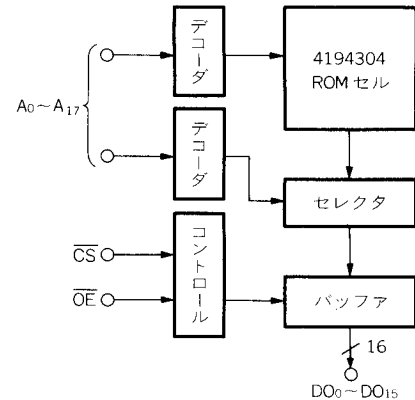 デコーダ
4194304
ROMセル
A0～A17
デコーダ
セレクタ
CS
OE
コントロール
バッファ
16
DO0～DO15